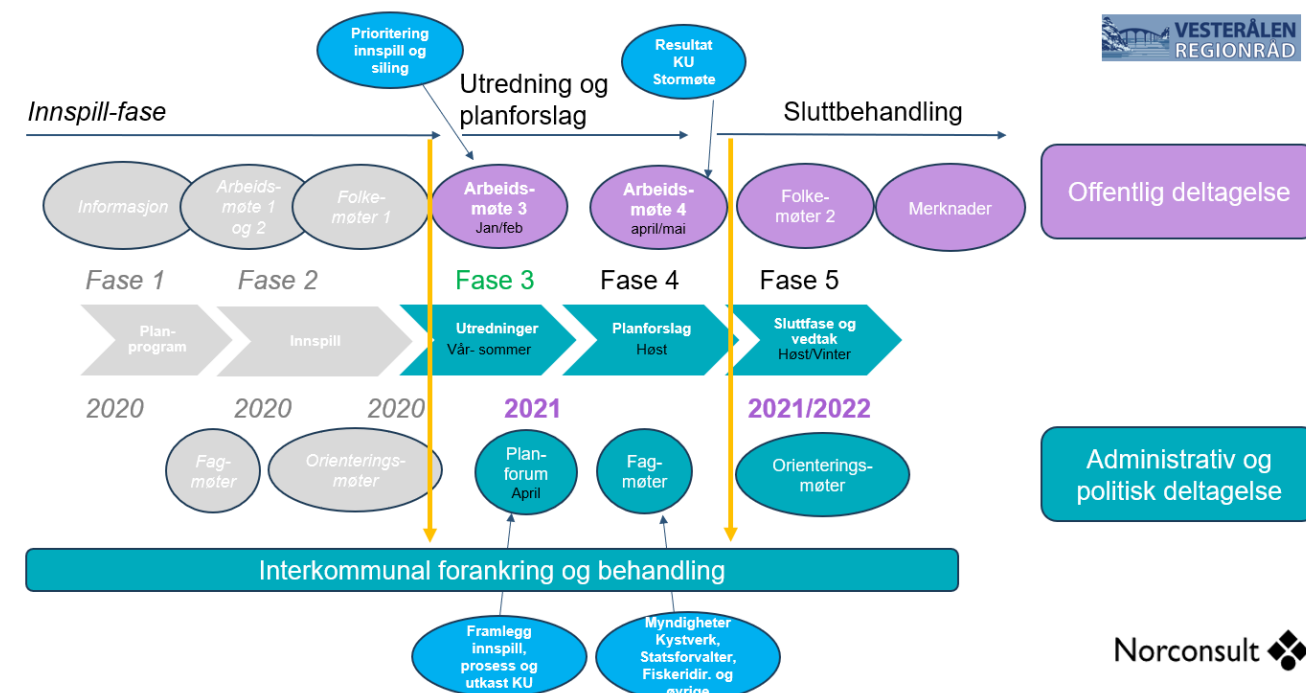 Prioritering
innspill og
siling
Resultat
KU
Stormøte
VESTERÅLEN
REGIONRÅD
Innspill-fase
Utredning og
planforslag
Sluttbehandling
Informasjon
Arbeids-
møte 1
og 2
Folke-
møter 1
Arbeids-
møte 3
Jan/feb
Arbeids-
møte 4
april/mai
Folke-
møter 2
Merknader
Offentlig deltagelse
Fase 1
Fase 2
Fase 3
Fase 4
Fase 5
Plan-
program
Innspill
Utredninger
Vår- sommer
Planforslag
Høst
Sluttfase og
vedtak
Høst/Vinter
2020
2020
2020
2021
2021/2022
Fag-
møter
Orienterings-
møter
Plan-
forum
April
Fag-
møter
Orienterings-
møter
Administrativ og
politisk deltagelse
Interkommunal forankring og behandling
Framlegg
innspill,
prosess og
utkast KU
Myndigheter
Kystverk,
Statsforvalter,
Fiskeridir. og
øvrige
Norconsult